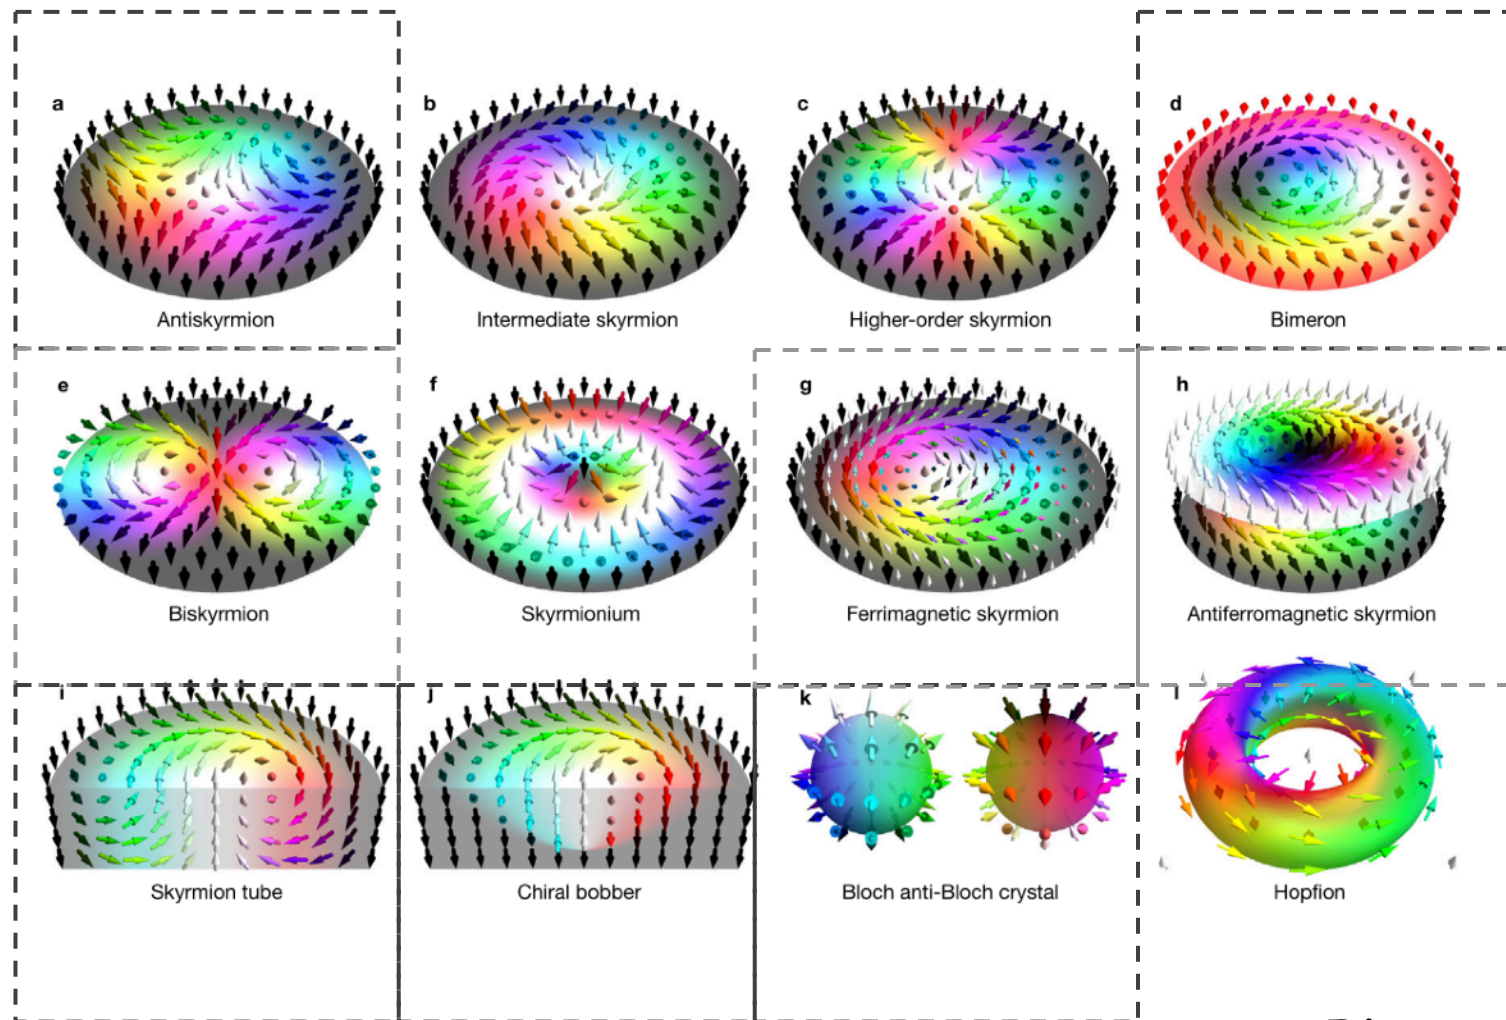 a
b
c
d
Antiskyrmion
Intermediate skyrmion
Higher-order skyrmion
Bimeron
e
f
g
h
Biskyrmion
Skyrmionium
Ferrimagnetic skyrmion
Antiferromagnetic skyrmion
i
j
k
l
Skyrmion tube
Chiral bobber
Bloch anti-Bloch crystal
Hopfion